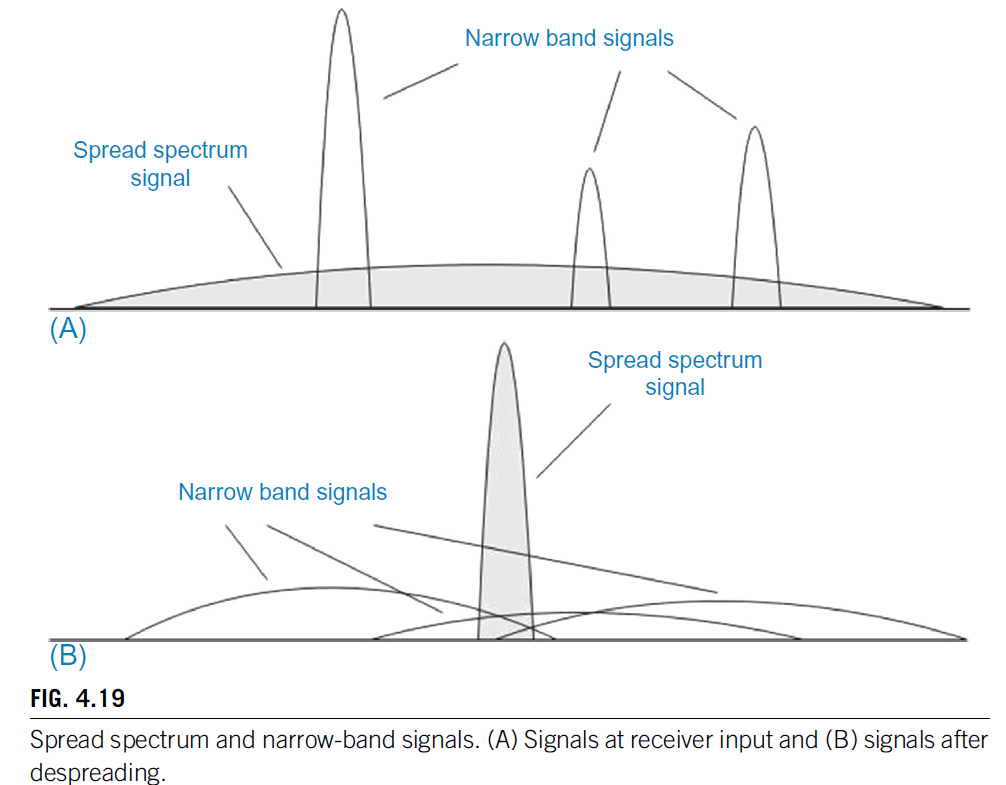 Narrow band signals
Spread spectrum
signal
(A)
Spread spectrum
signal
Narrow band signals
(B)
FIG. 4.19
Spread spectrum and narrow-band signals. (A) Signals at receiver input and (B) signals after
despreading.